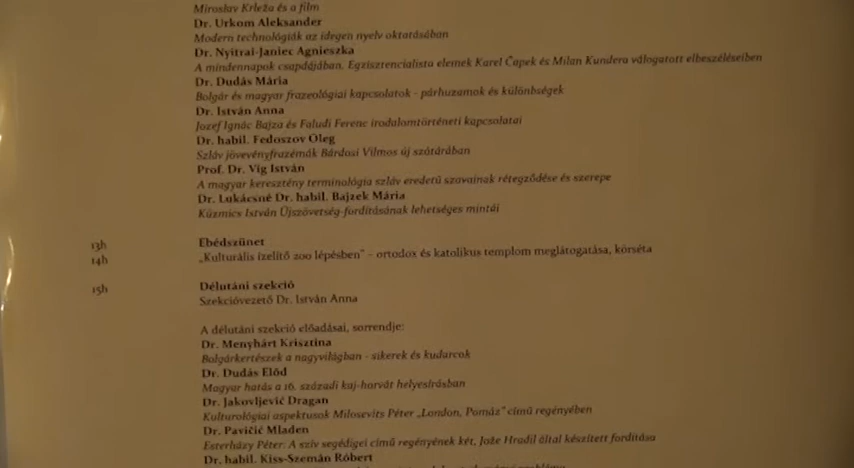 Miroslav Krleža és a film
Dr. Urkom Aleksander
Modern technológiák az idegen nyelv oktatásában
Dr. Nyitrai-Janiec Agnieszka
A mindennapok csapdájában. Egzisztencialista elemek Karel Čapek és Milan Kundera válogatott elbeszéléseiben
Dr. Dudás Mária
Bolgár és magyar frazeológiai kapcsolatok - párhuzamok és különbségek
Dr. István Anna
Jozef Ignác Bajza és Faludi Ferenc irodalomtörténeti kapcsolatai
Dr. habil. Fedoszov Oleg
Szláv jövevényfrazémák Bárdosi Vilmos új szótárában
Prof. Dr. Vig István
A magyar keresztény terminológia szláv eredetű szavainak rétegződése és szerepe
Dr. Lukácsné Dr. habil. Bajzek Mária
Küzmics István Újszövetség-fordításának lehetséges mintái
13h Ebédszünet
14h „Kulturális ízelítő 200 lépésben" - ortodox és katolikus templom meglátogatása, körséta
15h Délutáni szekció
Szekcióvezető Dr. István Anna
A délutáni szekció előadásai, sorrendje:
Dr. Menyhárt Krisztina
Bolgárkertészek a nagyvilágban - sikerek és kudarcok
Dr. Dudás Előd
Magyar hatás a 16. századi kaj-horvát helyesírásban
Dr. Jakovljević Dragan
Kulturológiai aspektusok Milosevits Péter „London, Pomáz" című regényében
Dr. Pavičić Mladen
Esterházy Péter: A szív segédigéi című regényének két, Jože Hradil által készített fordítása
Dr. habil. Kiss-Szemán Róbert